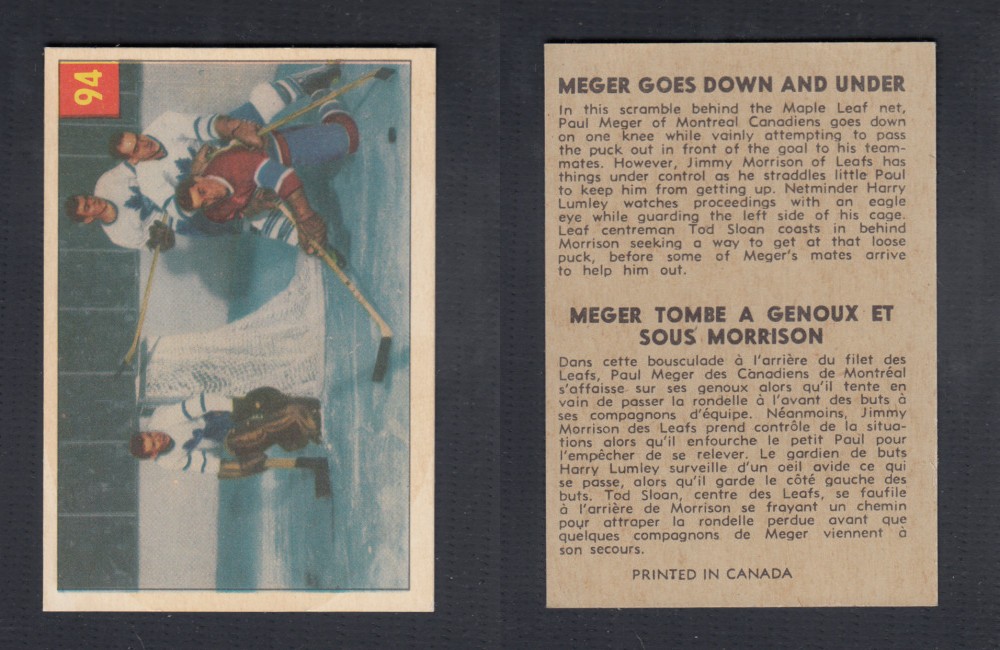 94
MEGER GOES DOWN AND UNDER
In this scramble behind the Maple Leaf net,
Paul Meger of Montreal Canadiens goes down
on one knee while vainly attempting to pass
the puck out in front of the goal to his team-
mates. However, Jimmy Morrison of Leafs has
things under control as he straddles little Paul
to keep him from getting up. Netminder Harry
Lumley watches proceedings with an eagle
eye while guarding the left side of his cage.
Leaf centreman Tod Sloan coasts in behind
Morrison seeking a way to get at that loose
puck, before some of Meger's mates arrive
to help him out.
MEGER TOMBE A GENOUX ET
SOUS MORRISON
Dans cette bousculade à l'arrière du filet des
Leafs, Paul Meger des Canadiens de Montréal
s'affaisse sur ses genoux alors qu'il tente en
vain de passer la rondelle à l'avant des buts à
ses compagnons d'équipe. Néanmoins, Jimmy
Morrison des Leafs prend contrôle de la situa-
tions alors qu'il enfourche le petit Paul pour
l'empêcher de se relever. Le gardien de buts
Harry Lumley surveille d'un oeil avide ce qui
se passe, alors qu'il garde le côté gauche des
buts. Tod Sloan, centre des Leafs, se faufile
à l'arrière de Morrison se frayant un chemin
pour attraper la rondelle perdue avant que
quelques compagnons de Meger viennent à
son secours.
PRINTED IN CANADA